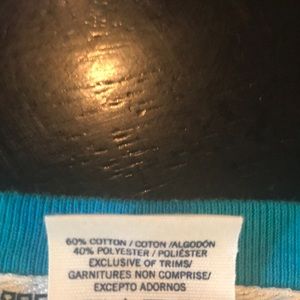 60% COTTON / COTON /ALGODÓN
40% POLYESTER / POLIÉSTER
EXCLUSIVE OF TRIMS/
GARNITURES NON COMPRISE/
EXCEPTO ADORNOS